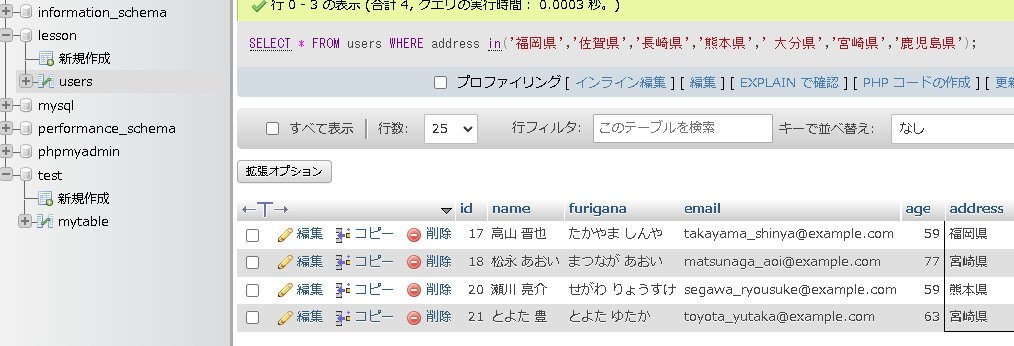 information_schema
lesson
新規作成
users
mysql
performance_schema
phpmyadmin
test
新規作成
mytable
行 0 - 3 の表示 (合計 4, クエリの実行時間： 0.0003 秒。)
SELECT * FROM users WHERE address in('福岡県','佐賀県','長崎県','熊本県',' 大分県','宮崎県','鹿児島県');
プロファイリング [ インライン編集 ] [ 編集 ] [ EXPLAIN で確認 ] [ PHP コードの作成 ] [ 更新
すべて表示 行数: 25 行フィルタ: このテーブルを検索 キーで並べ替え: なし
拡張オプション
←T→ id name furigana email age address
編集 コピー 削除 17 高山 晋也 たかやま しんや takayama_shinya@example.com 59 福岡県
編集 コピー 削除 18 松永 あおい まつなが あおい matsunaga_aoi@example.com 77 宮崎県
編集 コピー 削除 20 瀬川 亮介 せがわ りょうすけ segawa_ryousuke@example.com 59 熊本県
編集 コピー 削除 21 とよた 豊 とよた ゆたか toyota_yutaka@example.com 63 宮崎県